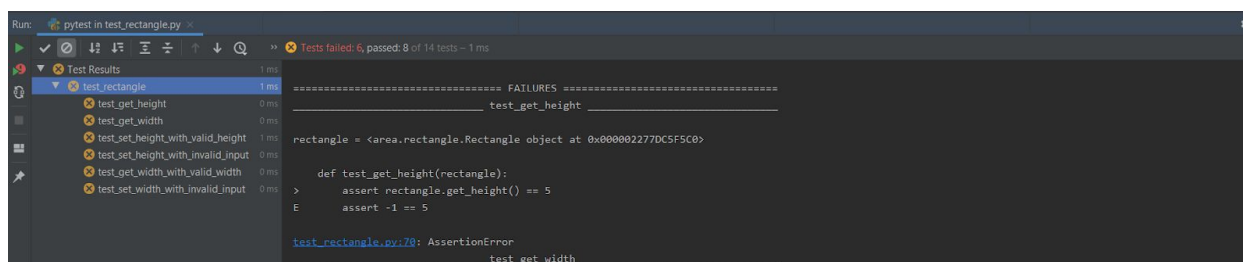 Run: pytest in test_rectangle.py ×
» Tests failed: 6, passed: 8 of 14 tests – 1 ms
Test Results 1 ms
test_rectangle 1 ms
test_get_height 0 ms
test_get_width 0 ms
test_set_height_with_valid_height 1 ms
test_set_height_with_invalid_input 0 ms
test_get_width_with_valid_width 0 ms
test_set_width_with_invalid_input 0 ms
================================== FAILURES ===================================
_______________________________ test_get_height _______________________________
rectangle = <area.rectangle.Rectangle object at 0x000002277DC5F5C0>
def test_get_height(rectangle):
> assert rectangle.get_height() == 5
E assert -1 == 5
test_rectangle.py:70: AssertionError
test_get_width